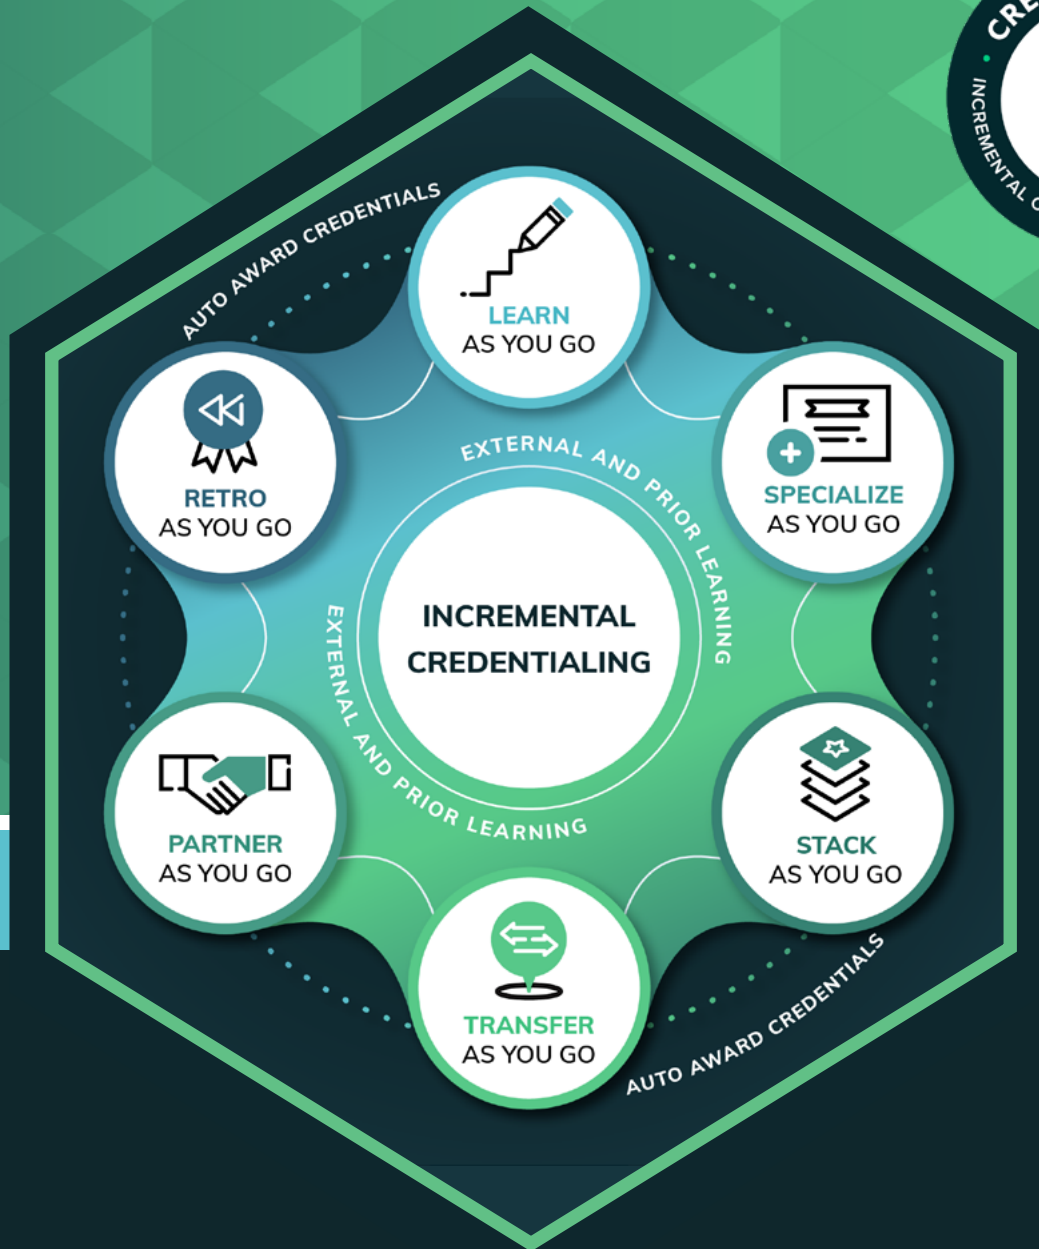 CRE
INCREMENTAL
AUTO AWARD CREDENTIALS
LEARN
AS YOU GO
RETRO
AS YOU GO
SPECIALIZE
AS YOU GO
EXTERNAL AND PRIOR LEARNING
INCREMENTAL
CREDENTIALING
EXTERNAL AND PRIOR LEARNING
PARTNER
AS YOU GO
STACK
AS YOU GO
TRANSFER
AS YOU GO
AUTO AWARD CREDENTIALS